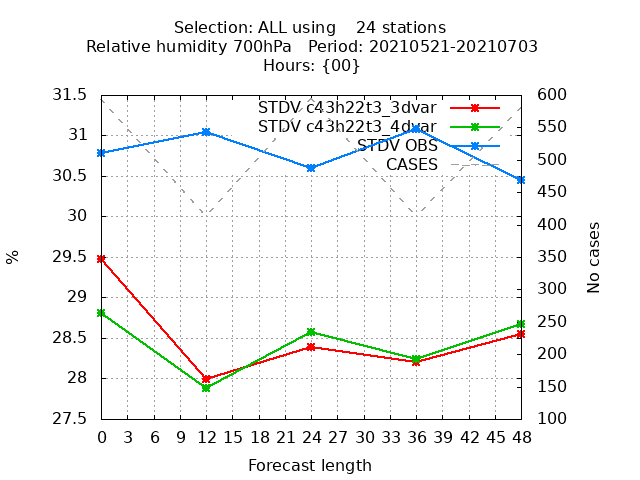 Selection: ALL using    24 stations
Relative humidity 700hPa   Period: 20210521-20210703
Hours: {00}
STDV c43h22t3_3dvar
STDV c43h22t3_4dvar
STDV OBS
CASES
31.5
31
30.5
30
29.5
29
28.5
28
27.5
%
600
550
500
450
400
350
300
250
200
150
100
No cases
0 3 6 9 12 15 18 21 24 27 30 33 36 39 42 45 48
Forecast length